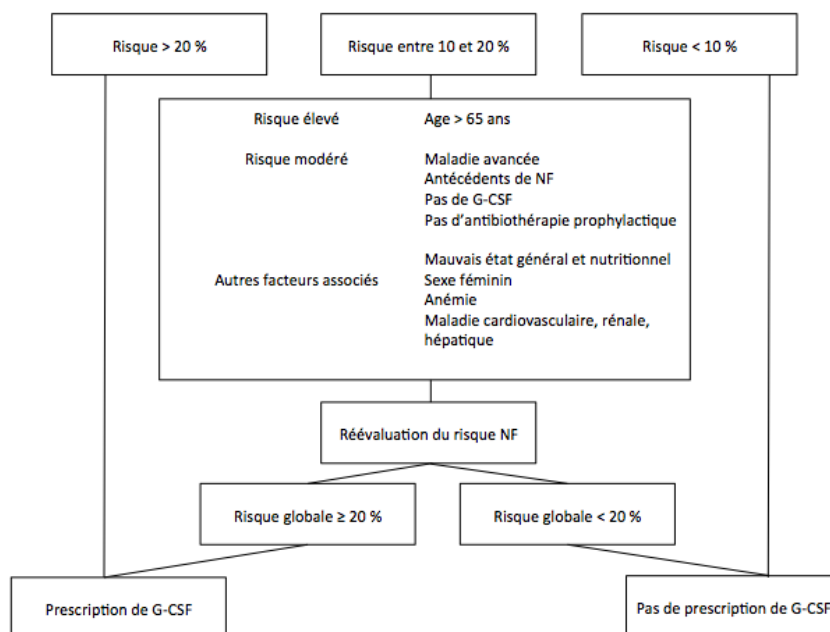 Risque > 20 %
Risque entre 10 et 20 %
Risque < 10 %
Risque élevé
Age > 65 ans
Risque modéré
Maladie avancée
Antécédents de NF
Pas de G-CSF
Pas d’antibiothérapie prophylactique
Autres facteurs associés
Mauvais état général et nutritionnel
Sexe féminin
Anémie
Maladie cardiovasculaire, rénale,
hépatique
Réévaluation du risque NF
Risque globale ≥ 20 %
Risque globale < 20 %
Prescription de G-CSF
Pas de prescription de G-CSF